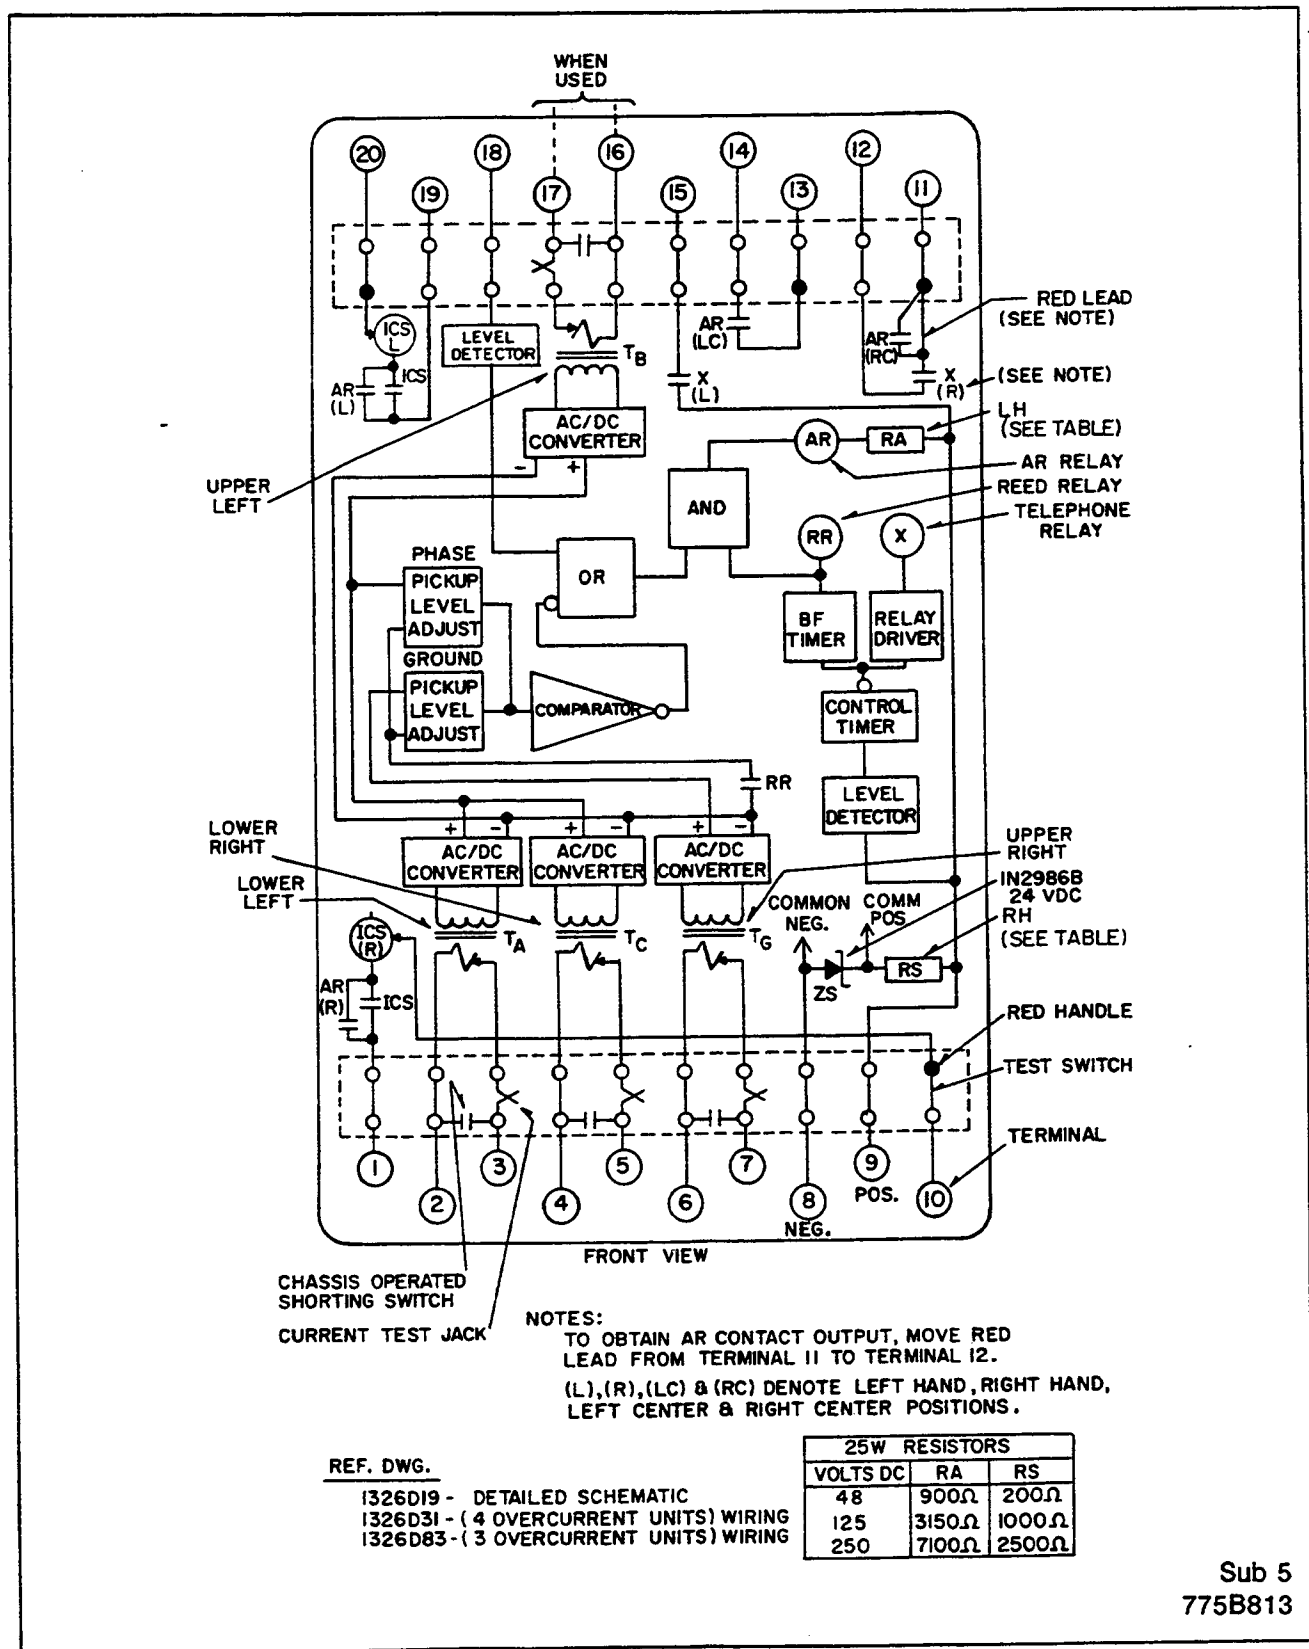 WHEN
USED
20
18
16
14
12
19
17
15
13
11
ICS
L
ICS
AR
(L)
LEVEL
DETECTOR
TB
AR
(LC)
AR
(RC)
RED LEAD
(SEE NOTE)
X
(L)
X
(R)
(SEE NOTE)
AC/DC
CONVERTER
- +
AR
RA
LH
(SEE TABLE)
AR RELAY
REED RELAY
TELEPHONE
RELAY
UPPER
LEFT
AND
RR
X
PHASE
PICKUP
LEVEL
ADJUST
OR
BF
TIMER
RELAY
DRIVER
GROUND
PICKUP
LEVEL
ADJUST
COMPARATOR
CONTROL
TIMER
RR
LEVEL
DETECTOR
LOWER
RIGHT
LOWER
LEFT
+ -
AC/DC
CONVERTER
+ -
AC/DC
CONVERTER
+ -
AC/DC
CONVERTER
UPPER
RIGHT
IN2986B
24 VDC
RH
(SEE TABLE)
COMMON
NEG.
COMM
POS
ICS
(R)
TA
TC
TG
ZS
RS
AR
(R)
ICS
RED HANDLE
TEST SWITCH
TERMINAL
1
3
5
7
9
POS.
2
4
6
8
NEG.
10
FRONT VIEW
CHASSIS OPERATED
SHORTING SWITCH
CURRENT TEST JACK
NOTES:
TO OBTAIN AR CONTACT OUTPUT, MOVE RED
LEAD FROM TERMINAL 11 TO TERMINAL 12.
(L),(R),(LC) & (RC) DENOTE LEFT HAND, RIGHT HAND,
LEFT CENTER & RIGHT CENTER POSITIONS.
REF. DWG.
1326D19 - DETAILED SCHEMATIC
1326D31 - (4 OVERCURRENT UNITS) WIRING
1326D83 - (3 OVERCURRENT UNITS) WIRING
25W RESISTORS
VOLTS DC RA RS
48 900Ω 200Ω
125 3150Ω 1000Ω
250 7100Ω 2500Ω
Sub 5
775B813